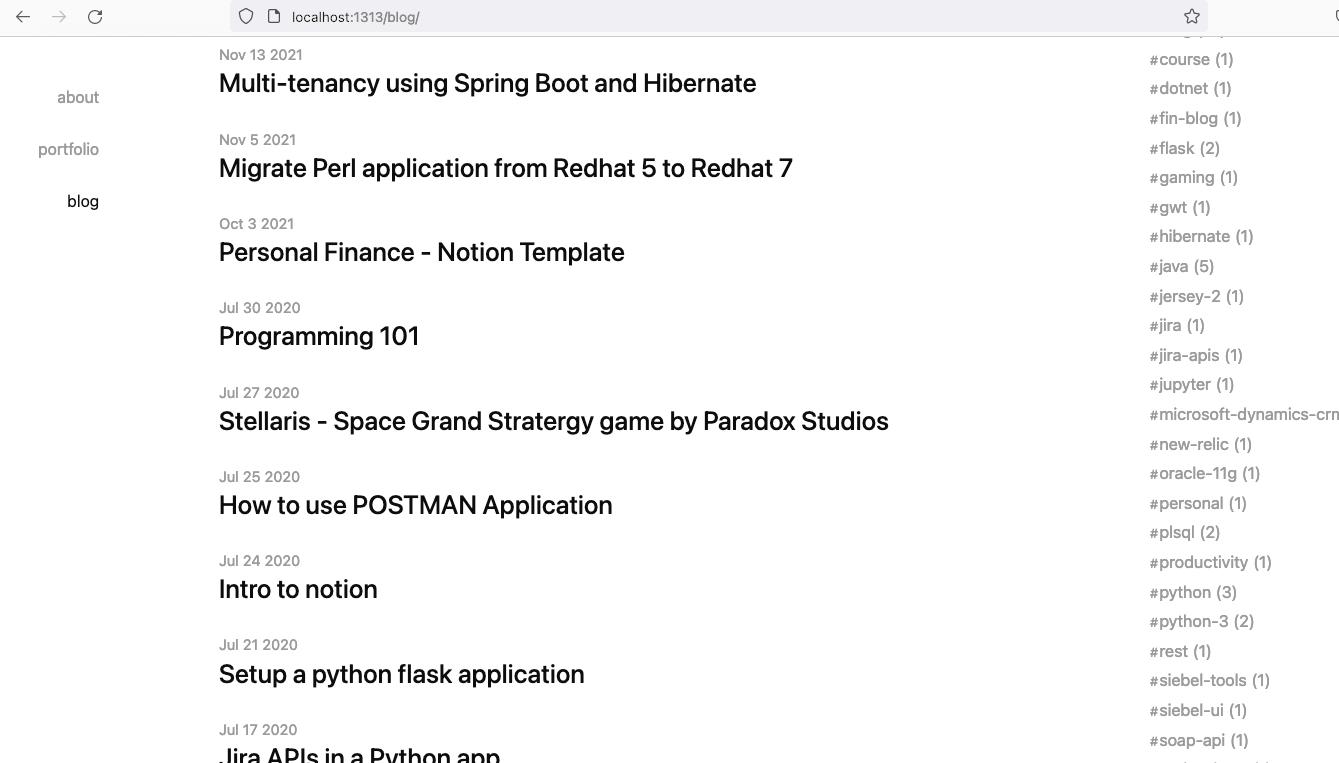 localhost:1313/blog/
about
portfolio
blog
Nov 13 2021
Multi-tenancy using Spring Boot and Hibernate
Nov 5 2021
Migrate Perl application from Redhat 5 to Redhat 7
Oct 3 2021
Personal Finance - Notion Template
Jul 30 2020
Programming 101
Jul 27 2020
Stellaris - Space Grand Stratergy game by Paradox Studios
Jul 25 2020
How to use POSTMAN Application
Jul 24 2020
Intro to notion
Jul 21 2020
Setup a python flask application
Jul 17 2020
Jira APIs in a Python app
#course (1)
#dotnet (1)
#fin-blog (1)
#flask (2)
#gaming (1)
#gwt (1)
#hibernate (1)
#java (5)
#jersey-2 (1)
#jira (1)
#jira-apis (1)
#jupyter (1)
#microsoft-dynamics-crm
#new-relic (1)
#oracle-11g (1)
#personal (1)
#plsql (2)
#productivity (1)
#python (3)
#python-3 (2)
#rest (1)
#siebel-tools (1)
#siebel-ui (1)
#soap-api (1)